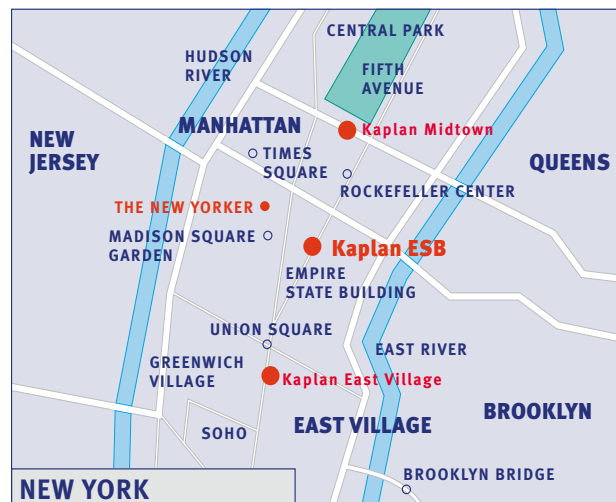 CENTRAL PARK
HUDSON
RIVER
FIFTH
AVENUE
MANHATTAN
Kaplan Midtown
NEW
JERSEY
TIMES
SQUARE
QUEENS
ROCKEFELLER CENTER
THE NEW YORKER
MADISON SQUARE
GARDEN
Kaplan ESB
EMPIRE
STATE BUILDING
UNION SQUARE
EAST RIVER
GREENWICH
VILLAGE
Kaplan East Village
BROOKLYN
EAST VILLAGE
SOHO
BROOKLYN BRIDGE
NEW YORK